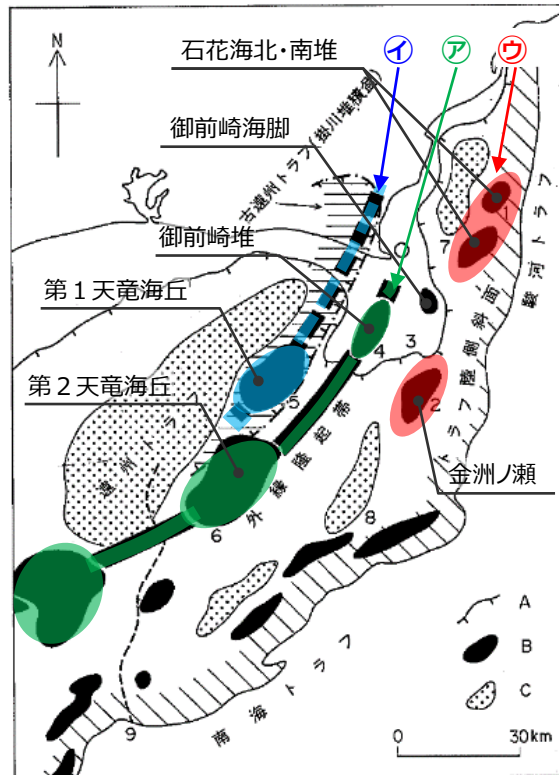 N
石花海北・南堆
㋑
㋐
㋒
御前崎海脚
古遠州トラフ(掛川堆積盆)
御前崎堆
第1天竜海丘
第2天竜海丘
1
7
駿河トラフ
3
4
トラフ陸側斜面
2
5
遠州トラフ
金洲ノ瀬
外縁隆起帯
6
8
A
B
C
南海トラフ
9
0
30km